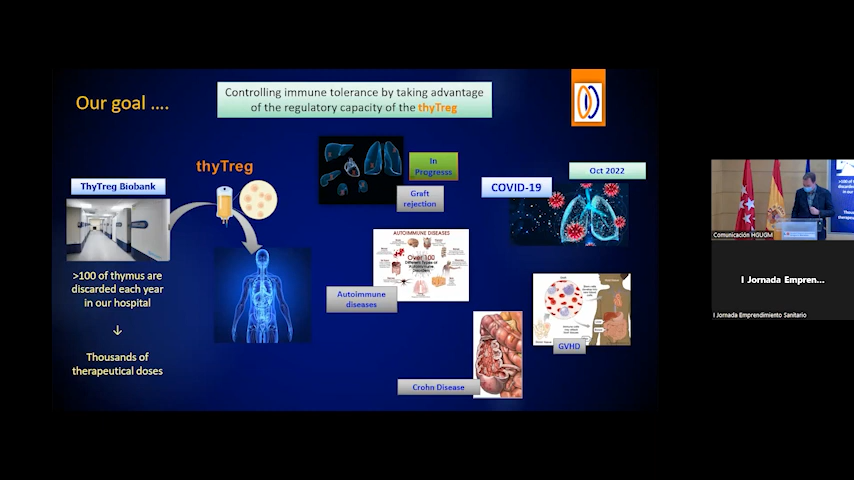 Our goal ....
Controlling immune tolerance by taking advantage
of the regulatory capacity of the thyTreg
thyTreg
ThyTreg Biobank
>100 of thymus are
discarded each year
in our hospital
↓
Thousands of
therapeutical doses
In
Progresss
Graft
rejection
COVID-19
Oct 2022
AUTOIMMUNE DISEASES
Over 100
Different Types of
Autoimmune
Disorders
Autoimmune
diseases
GVHD
Crohn Disease
Comunicación HGUGM
I Jornada Empren...
I Jornada Emprendimiento Sanitario